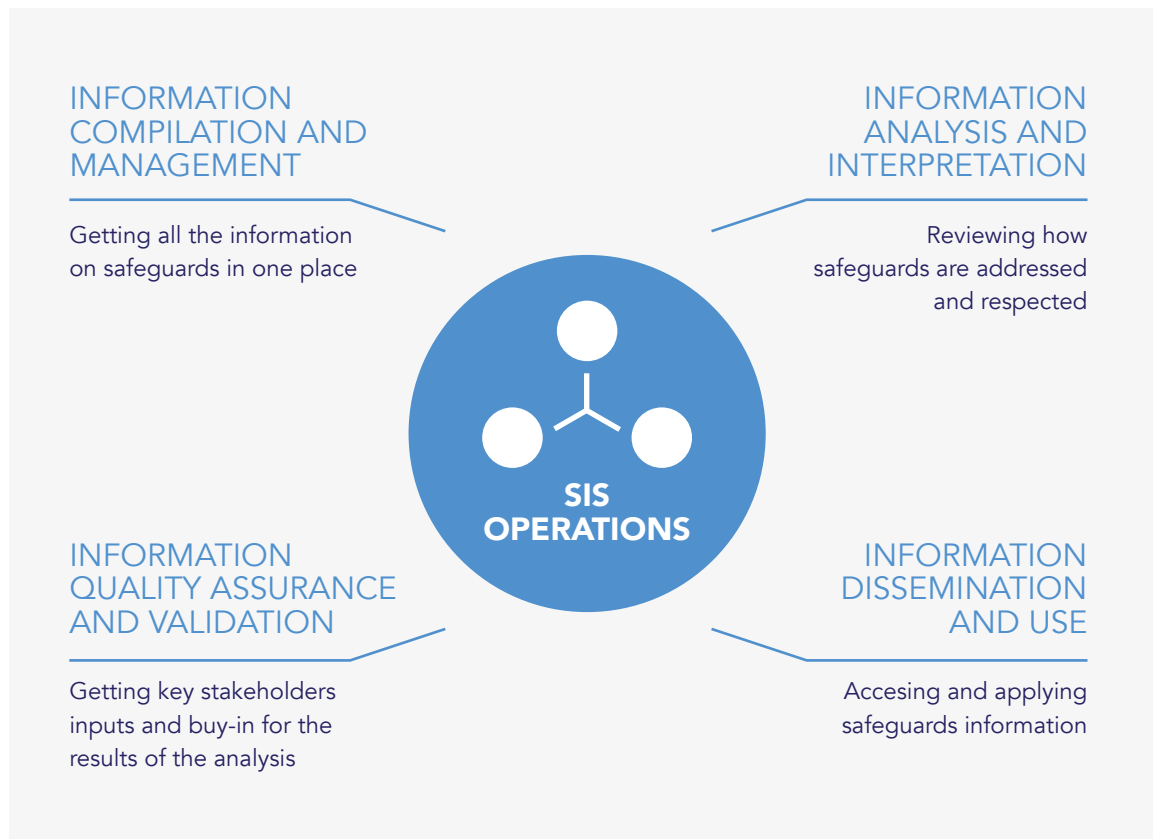 INFORMATION
COMPILATION AND
MANAGEMENT
Getting all the information
on safeguards in one place
INFORMATION
ANALYSIS AND
INTERPRETATION
Reviewing how
safeguards are addressed
and respected
SIS
OPERATIONS
INFORMATION
QUALITY ASSURANCE
AND VALIDATION
Getting key stakeholders
inputs and buy-in for the
results of the analysis
INFORMATION
DISSEMINATION
AND USE
Accesing and applying
safeguards information